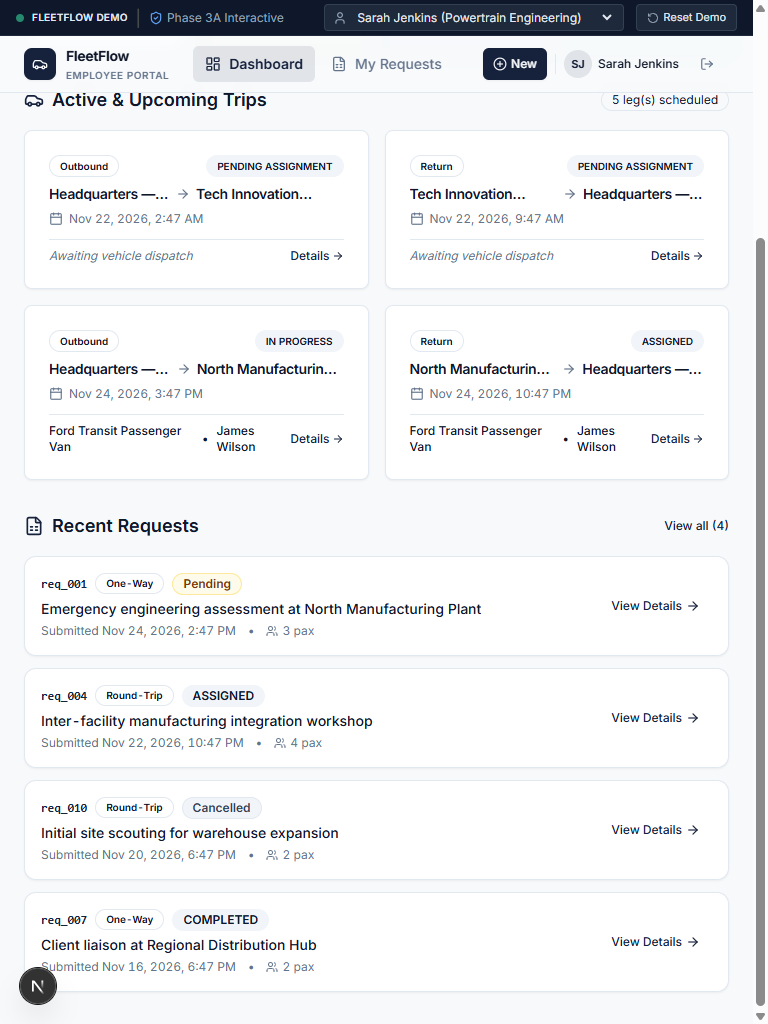 FLEETFLOW DEMO Phase 3A Interactive Sarah Jenkins (Powertrain Engineering) Reset Demo
FleetFlow
EMPLOYEE PORTAL
Dashboard My Requests New SJ Sarah Jenkins
Active & Upcoming Trips 5 leg(s) scheduled
Outbound PENDING ASSIGNMENT
Headquarters —... → Tech Innovation...
Nov 22, 2026, 2:47 AM
Awaiting vehicle dispatch Details →
Return PENDING ASSIGNMENT
Tech Innovation... → Headquarters —...
Nov 22, 2026, 9:47 AM
Awaiting vehicle dispatch Details →
Outbound IN PROGRESS
Headquarters —... → North Manufacturin...
Nov 24, 2026, 3:47 PM
Ford Transit Passenger Van • James Wilson Details →
Return ASSIGNED
North Manufacturin... → Headquarters —...
Nov 24, 2026, 10:47 PM
Ford Transit Passenger Van • James Wilson Details →
Recent Requests View all (4)
req_001 One-Way Pending
Emergency engineering assessment at North Manufacturing Plant
Submitted Nov 24, 2026, 2:47 PM • 3 pax
View Details →
req_004 Round-Trip ASSIGNED
Inter-facility manufacturing integration workshop
Submitted Nov 22, 2026, 10:47 PM • 4 pax
View Details →
req_010 Round-Trip Cancelled
Initial site scouting for warehouse expansion
Submitted Nov 20, 2026, 6:47 PM • 2 pax
View Details →
req_007 One-Way COMPLETED
Client liaison at Regional Distribution Hub
Submitted Nov 16, 2026, 6:47 PM • 2 pax
View Details →
N